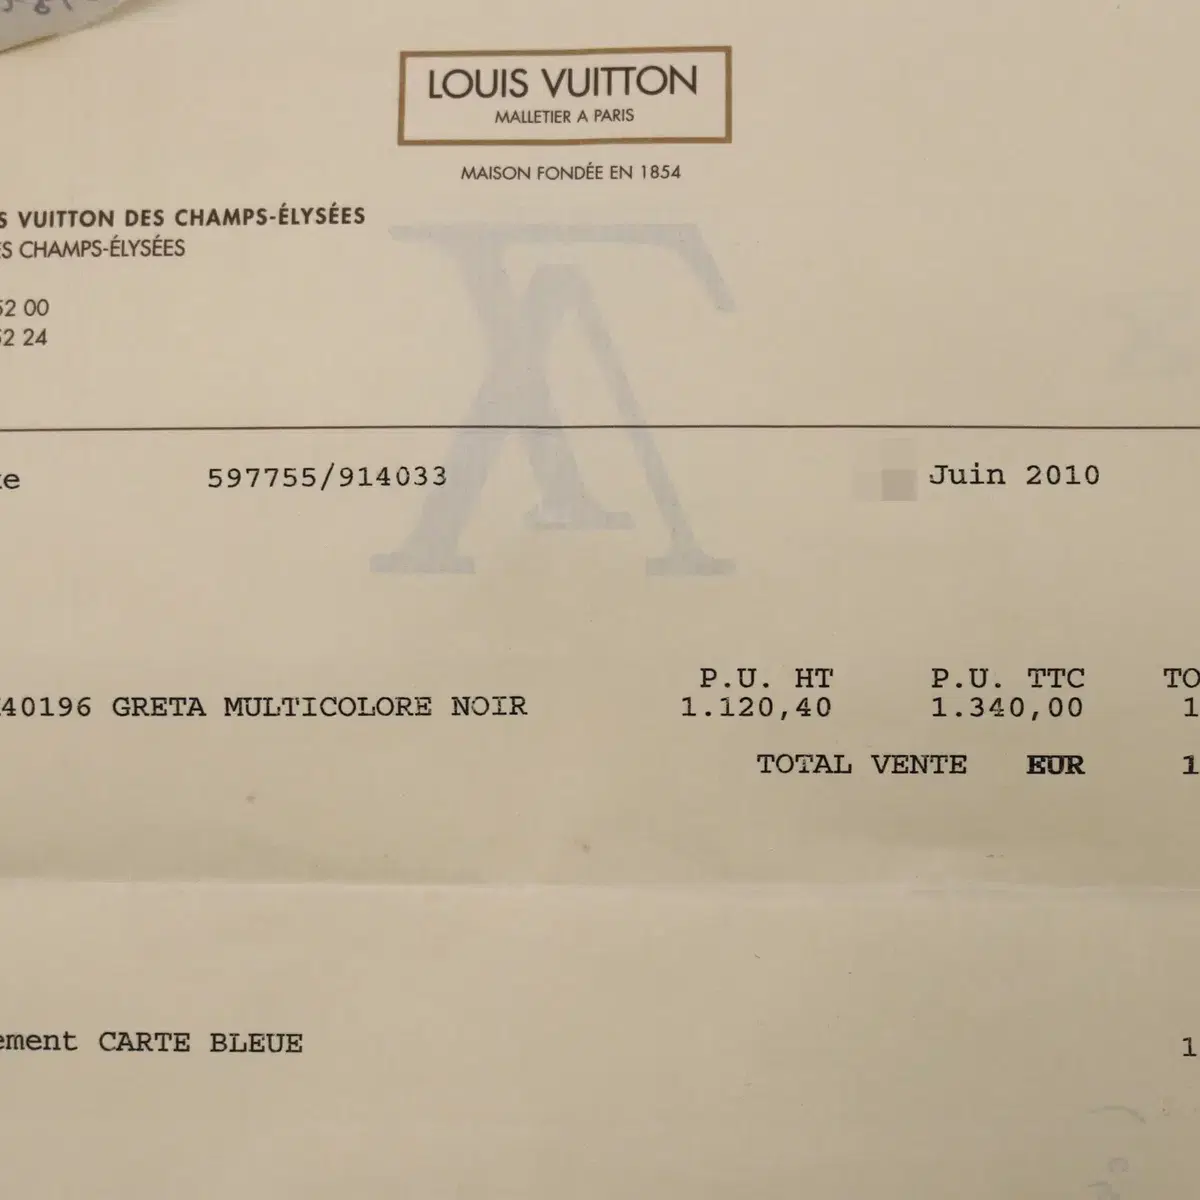 LOUIS VUITTON
MALLETIER A PARIS
MAISON FONDÉE EN 1854
S VUITTON DES CHAMPS-ÉLYSÉES
ES CHAMPS-ÉLYSÉES
52 00
52 24
te 597755/914033 Juin 2010
P.U. HT P.U. TTC TO
40196 GRETA MULTICOLORE NOIR 1.120,40 1.340,00 1
TOTAL VENTE EUR 1
ement CARTE BLEUE 1